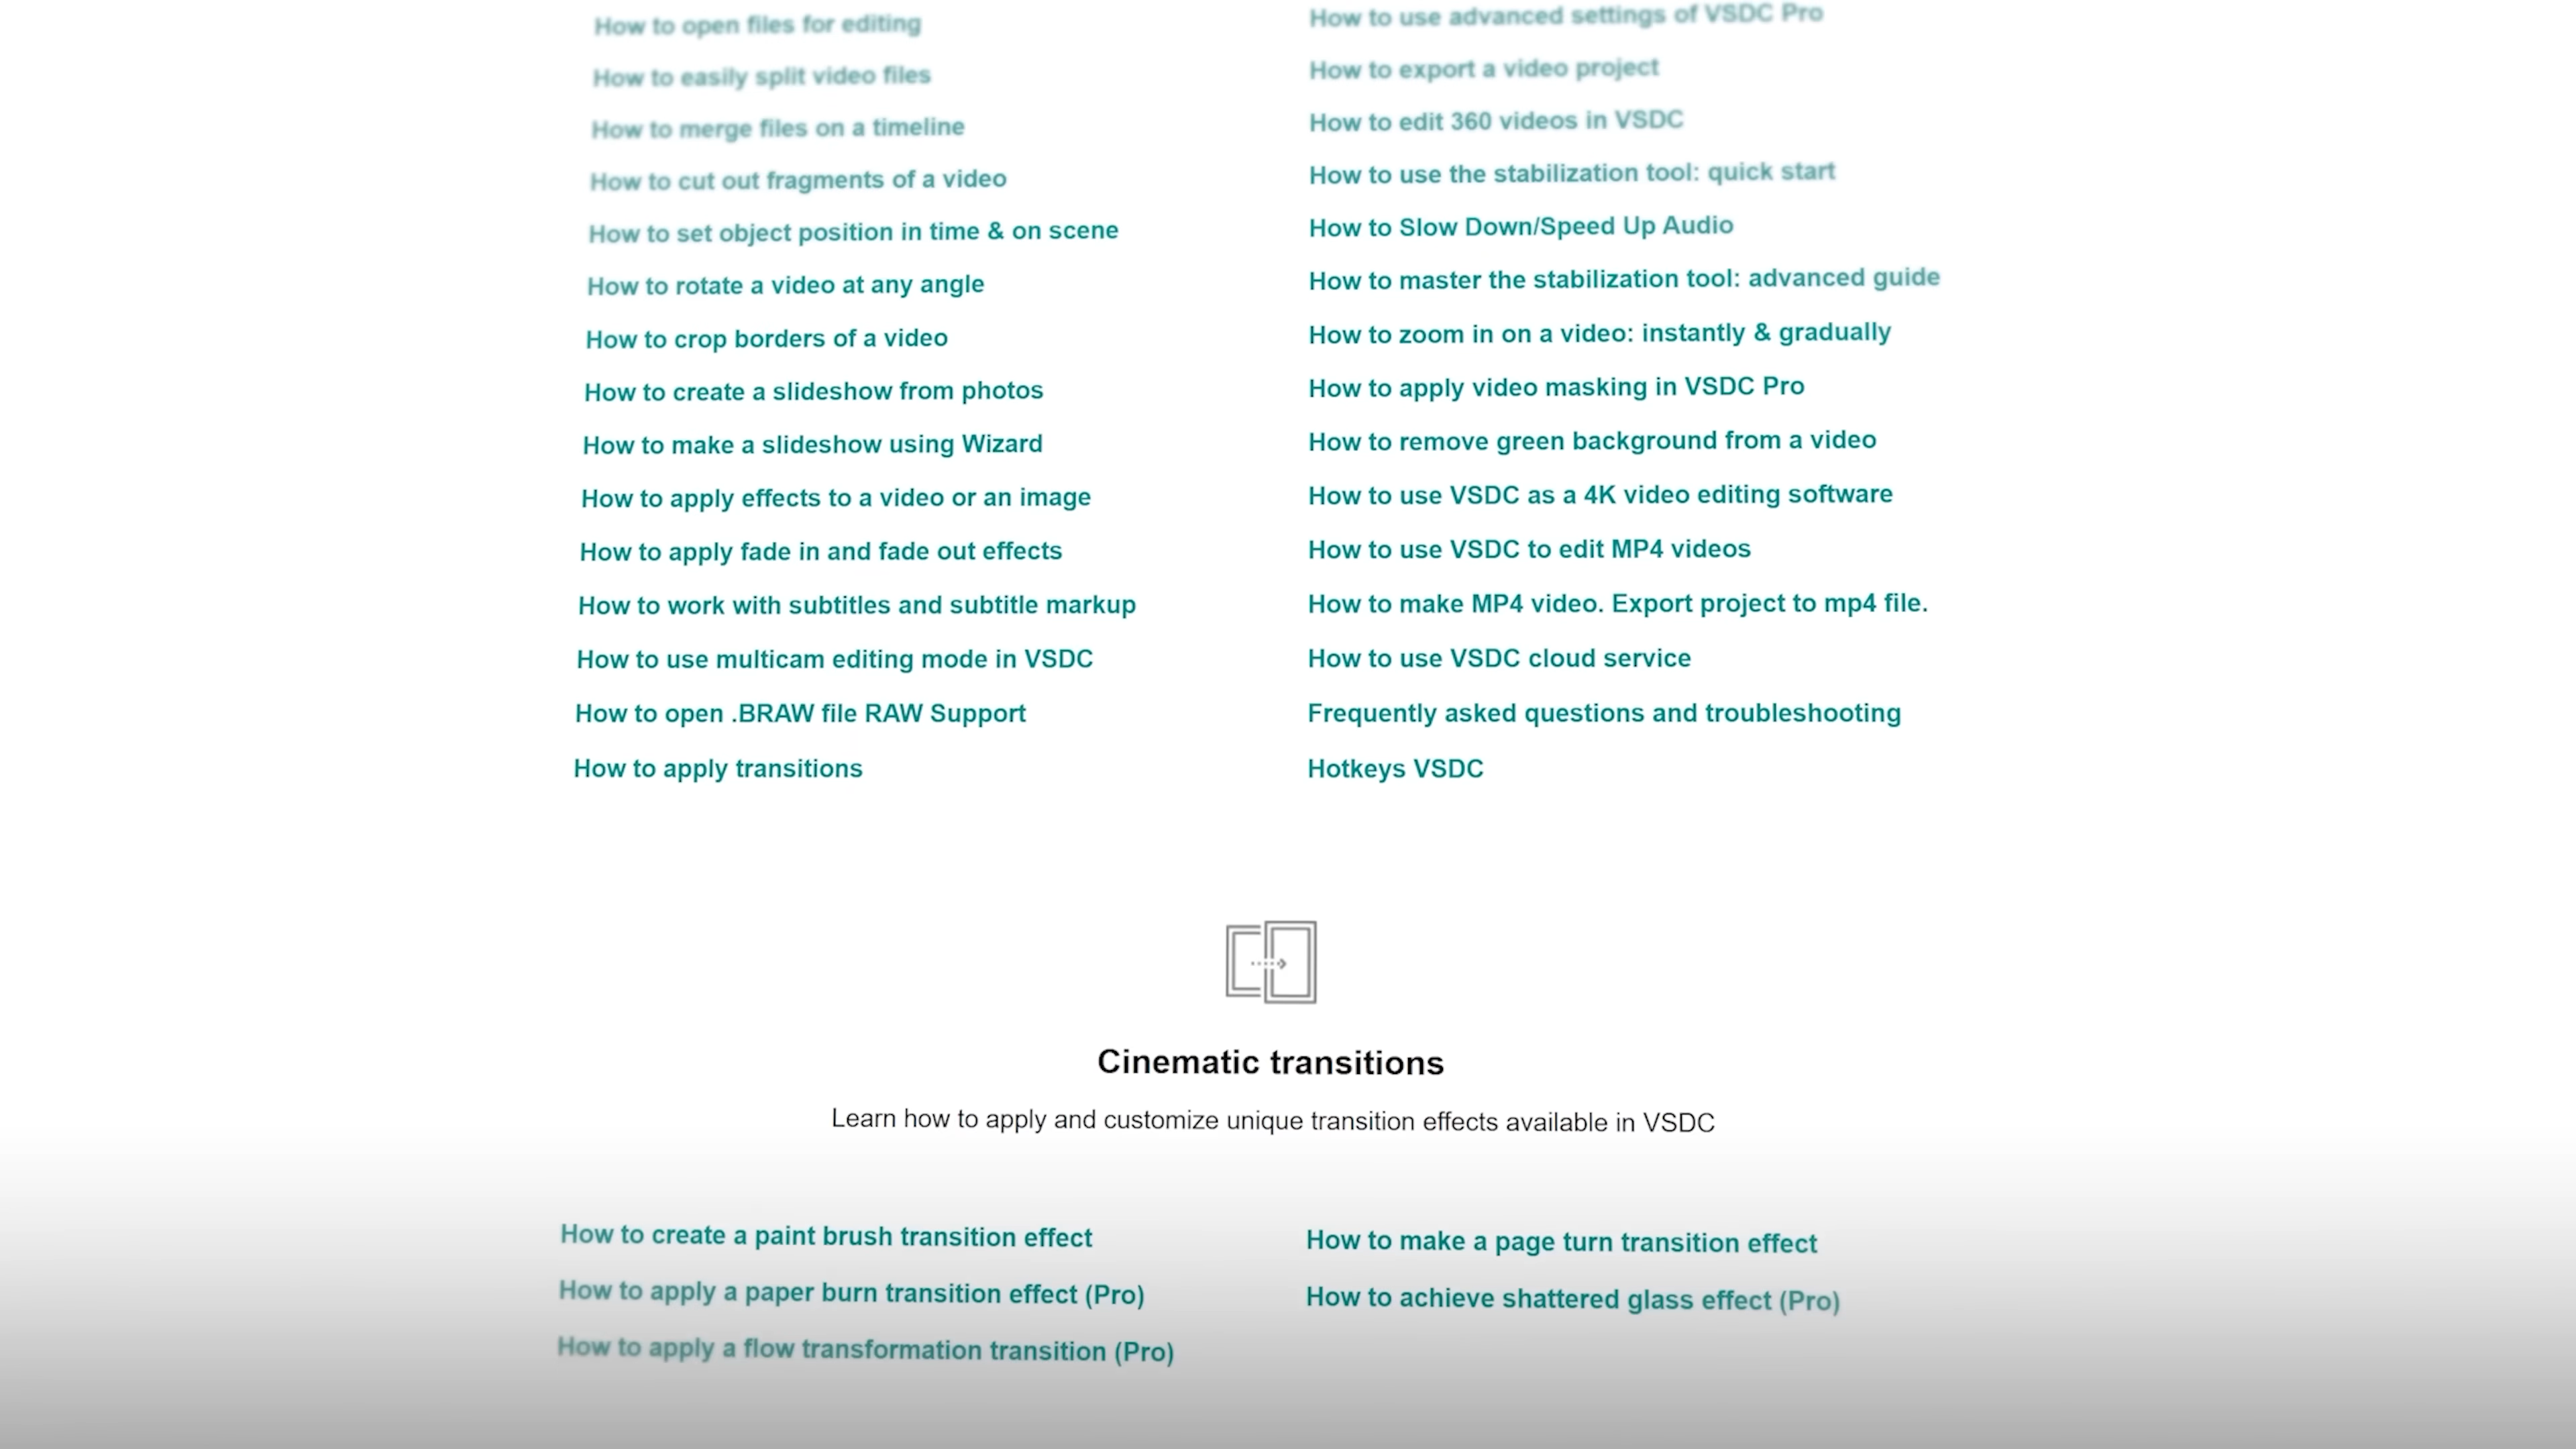 How to open files for editing
How to easily split video files
How to merge files on a timeline
How to cut out fragments of a video
How to set object position in time & on scene
How to rotate a video at any angle
How to crop borders of a video
How to create a slideshow from photos
How to make a slideshow using Wizard
How to apply effects to a video or an image
How to apply fade in and fade out effects
How to work with subtitles and subtitle markup
How to use multicam editing mode in VSDC
How to open .BRAW file RAW Support
How to apply transitions
How to use advanced settings of VSDC Pro
How to export a video project
How to edit 360 videos in VSDC
How to use the stabilization tool: quick start
How to Slow Down/Speed Up Audio
How to master the stabilization tool: advanced guide
How to zoom in on a video: instantly & gradually
How to apply video masking in VSDC Pro
How to remove green background from a video
How to use VSDC as a 4K video editing software
How to use VSDC to edit MP4 videos
How to make MP4 video. Export project to mp4 file.
How to use VSDC cloud service
Frequently asked questions and troubleshooting
Hotkeys VSDC
Cinematic transitions
Learn how to apply and customize unique transition effects available in VSDC
How to create a paint brush transition effect
How to apply a paper burn transition effect (Pro)
How to apply a flow transformation transition (Pro)
How to make a page turn transition effect
How to achieve shattered glass effect (Pro)